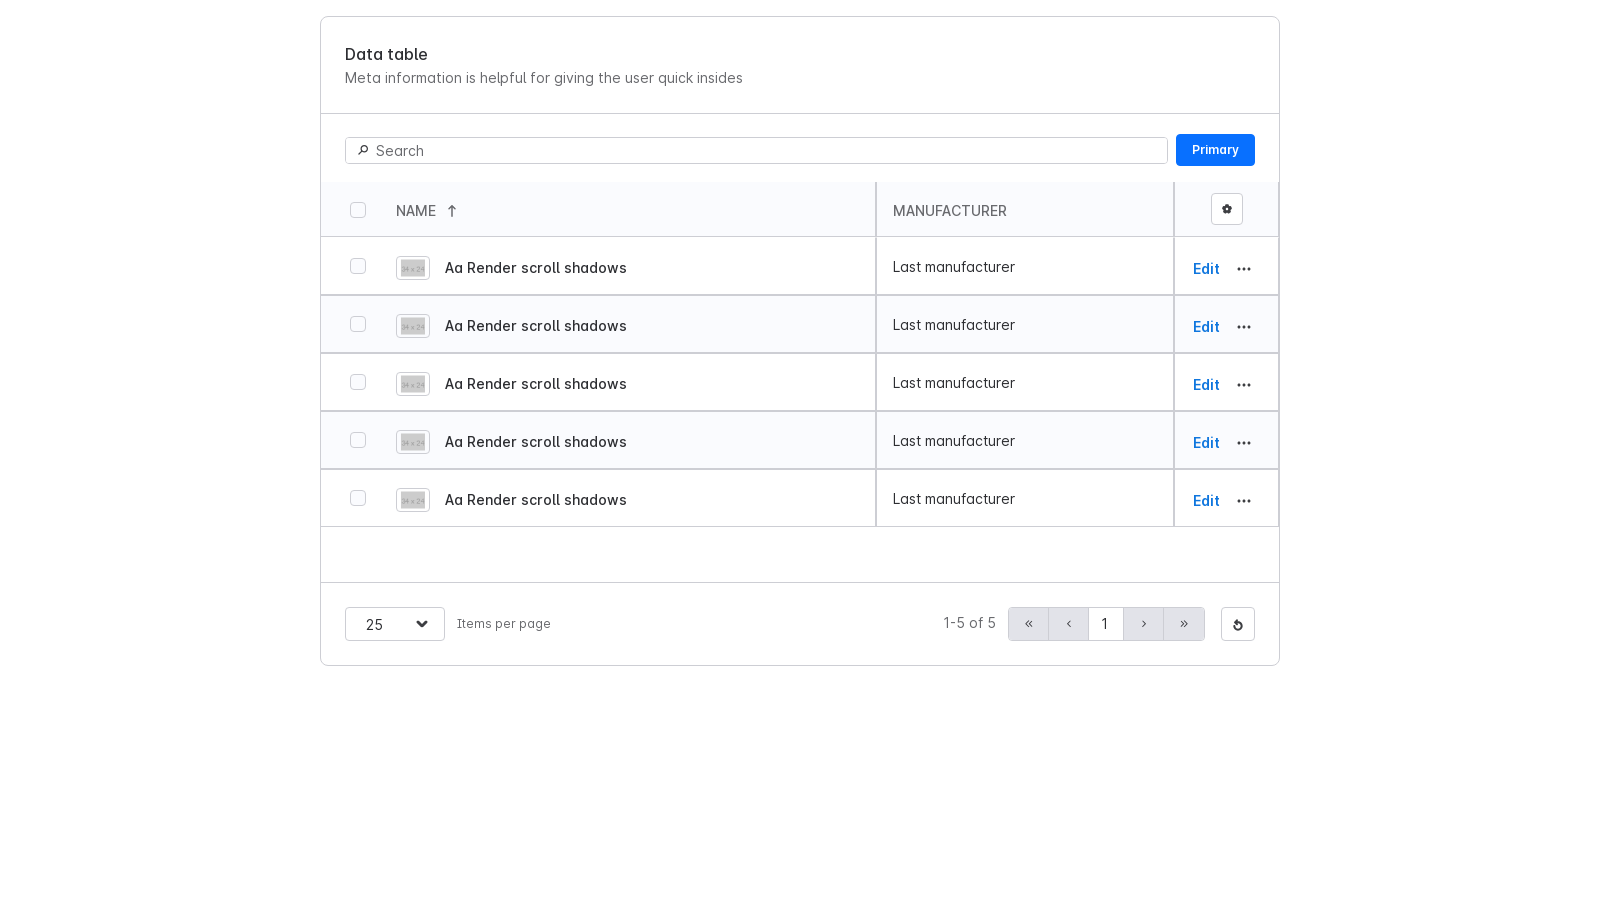 Data table
Meta information is helpful for giving the user quick insides
Search
Primary
NAME
MANUFACTURER
Aa Render scroll shadows
Last manufacturer
Edit
Aa Render scroll shadows
Last manufacturer
Edit
Aa Render scroll shadows
Last manufacturer
Edit
Aa Render scroll shadows
Last manufacturer
Edit
Aa Render scroll shadows
Last manufacturer
Edit
25
Items per page
1-5 of 5
«
‹
1
›
»